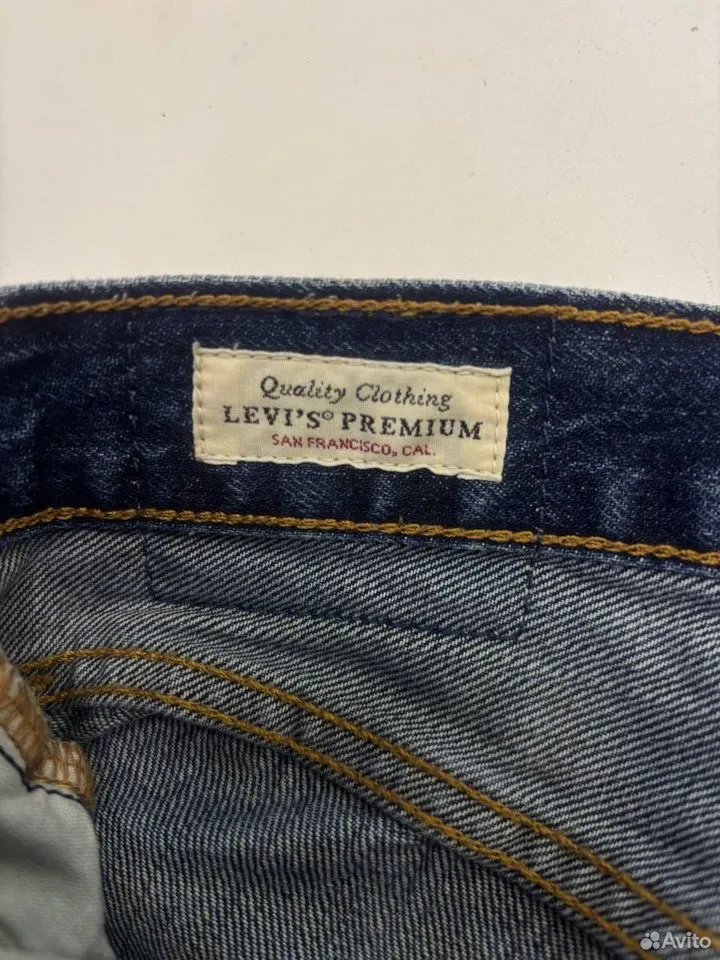 Quality Clothing
LEVI'S® PREMIUM
SAN FRANCISCO, CAL.
Avito